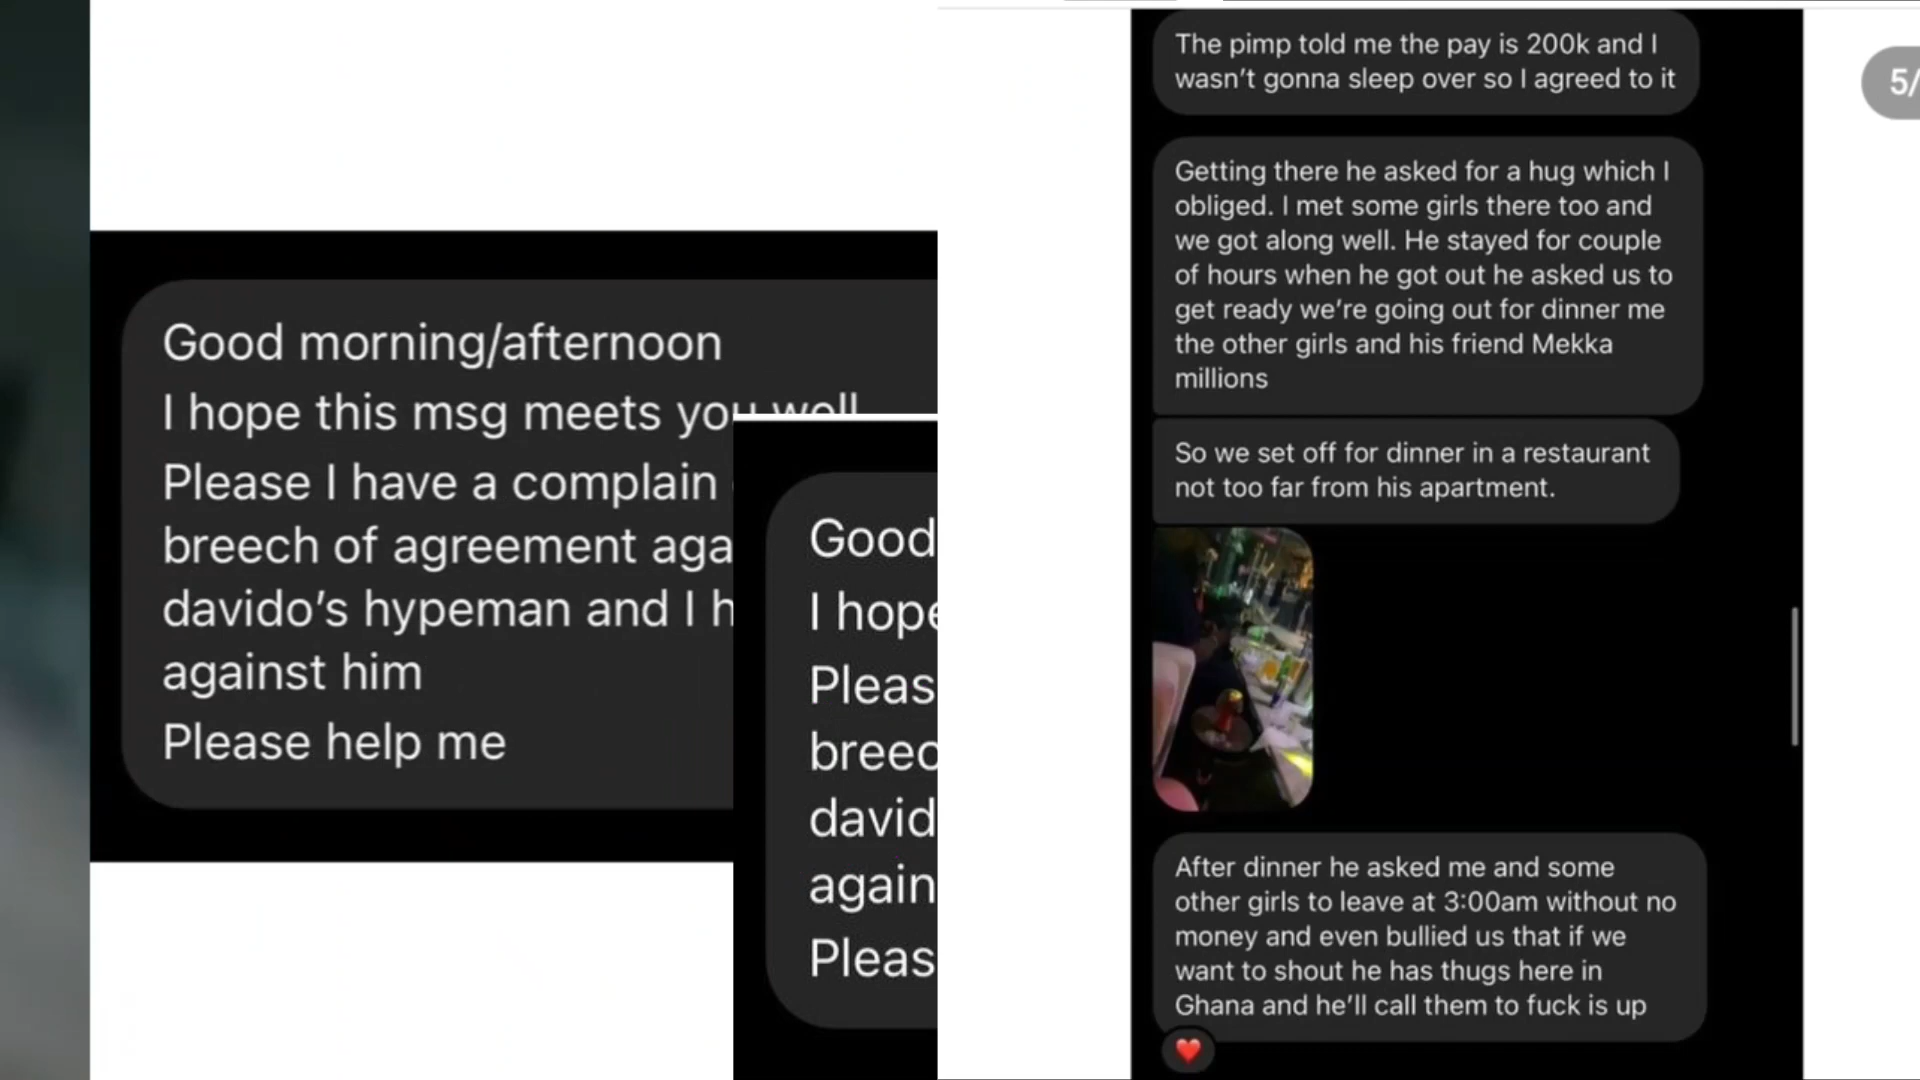 Good morning/afternoon
I hope this msg meets you well
Please I have a complain
breech of agreement aga
davido’s hypeman and I h
against him
Please help me
Good
I hope
Pleas
breec
david
again
Pleas
The pimp told me the pay is 200k and I
wasn’t gonna sleep over so I agreed to it
Getting there he asked for a hug which I
obliged. I met some girls there too and
we got along well. He stayed for couple
of hours when he got out he asked us to
get ready we’re going out for dinner me
the other girls and his friend Mekka
millions
So we set off for dinner in a restaurant
not too far from his apartment.
After dinner he asked me and some
other girls to leave at 3:00am without no
money and even bullied us that if we
want to shout he has thugs here in
Ghana and he’ll call them to fuck is up
5/